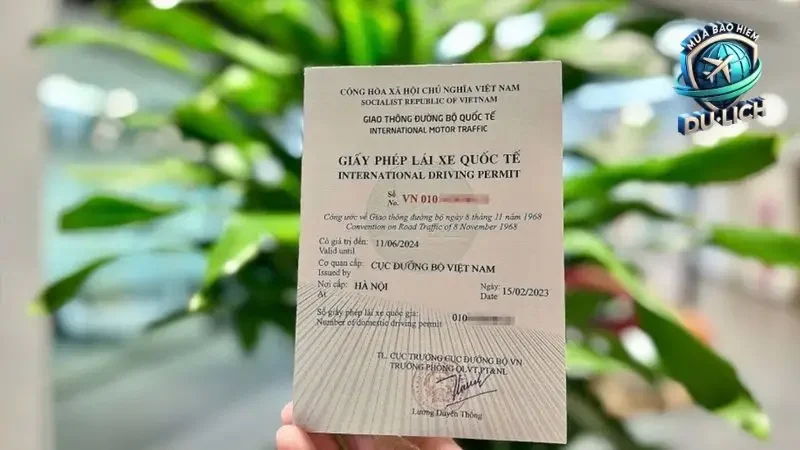 MUA BẢO HIỂM
DU LỊCH
CỘNG HÒA XÃ HỘI CHỦ NGHĨA VIỆT NAM
SOCIALIST REPUBLIC OF VIETNAM
GIAO THÔNG ĐƯỜNG BỘ QUỐC TẾ
INTERNATIONAL MOTOR TRAFFIC
GIẤY PHÉP LÁI XE QUỐC TẾ
INTERNATIONAL DRIVING PERMIT
Số
No. VN 010
Công ước về Giao thông đường bộ ngày 8 tháng 11 năm 1968
Convention on Road Traffic of 8 November 1968
Có giá trị đến: 11/06/2024
Valid until
Cơ quan cấp: CỤC ĐƯỜNG BỘ VIỆT NAM
Issued by
Nơi cấp: HÀ NỘI Ngày: 15/02/2023
At Date
Số giấy phép lái xe quốc gia: 010
Number of domestic driving permit
TL. CỤC TRƯỞNG CỤC ĐƯỜNG BỘ VN
TRƯỞNG PHÒNG QLVT,PT&NL
Lương Duyên Thống